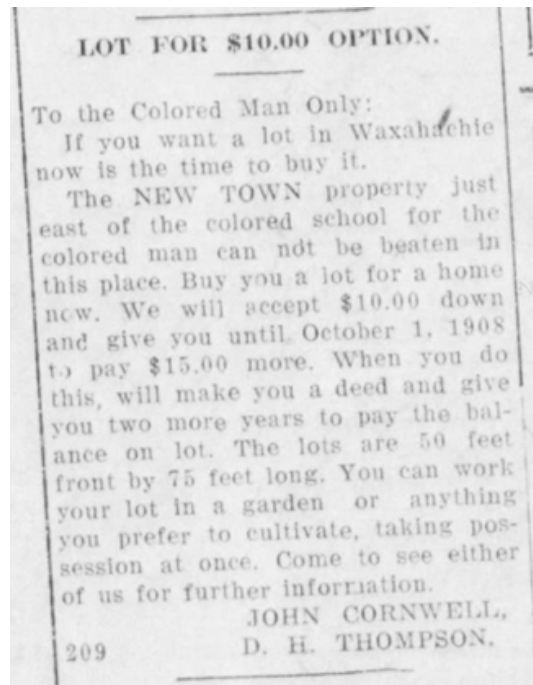 LOT FOR $10.00 OPTION.
To the Colored Man Only:
If you want a lot in Waxahachie
now is the time to buy it.
The NEW TOWN property just
east of the colored school for the
colored man can not be beaten in
this place. Buy you a lot for a home
now. We will accept $10.00 down
and give you until October 1, 1908
to pay $15.00 more. When you do
this, will make you a deed and give
you two more years to pay the bal-
ance on lot. The lots are 50 feet
front by 75 feet long. You can work
your lot in a garden or anything
you prefer to cultivate, taking pos-
session at once. Come to see either
of us for further information.
JOHN CORNWELL,
209 D. H. THOMPSON.